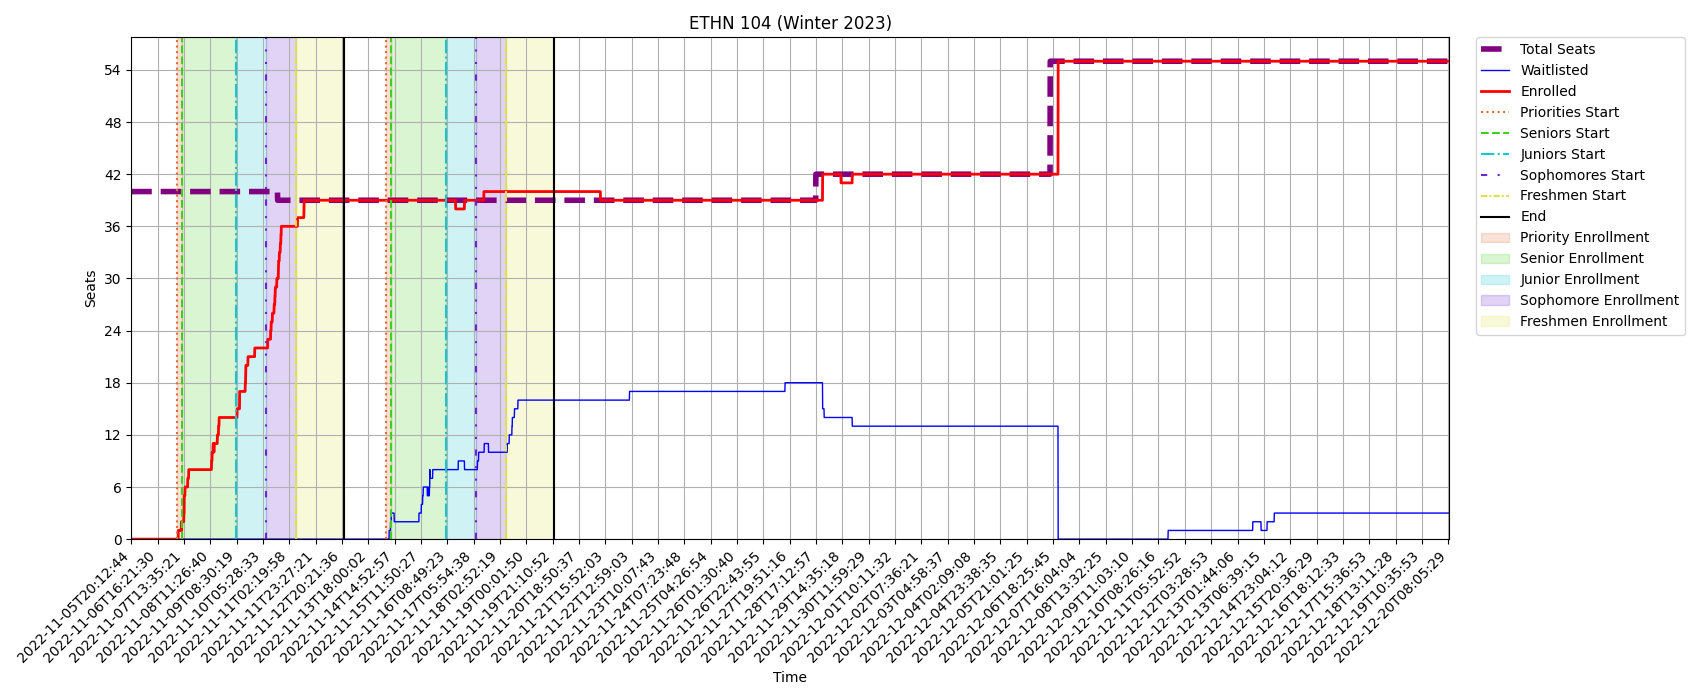 ETHN 104 (Winter 2023)
Seats
54
48
42
36
30
24
18
12
6
0
2022-11-05T20:12:44
2022-11-06T16:21:30
2022-11-07T13:35:21
2022-11-08T11:26:40
2022-11-09T08:30:19
2022-11-10T05:28:33
2022-11-11T02:19:58
2022-11-11T23:27:21
2022-11-12T20:21:36
2022-11-13T18:00:02
2022-11-14T14:52:57
2022-11-15T11:50:27
2022-11-16T08:49:23
2022-11-17T05:54:38
2022-11-18T02:52:19
2022-11-19T00:01:50
2022-11-19T21:10:52
2022-11-20T18:50:37
2022-11-21T15:52:03
2022-11-22T12:59:03
2022-11-23T10:07:43
2022-11-24T07:23:48
2022-11-25T04:26:54
2022-11-26T01:30:40
2022-11-26T22:43:55
2022-11-27T19:51:16
2022-11-28T17:12:57
2022-11-29T14:35:18
2022-11-30T11:59:29
2022-12-01T10:11:32
2022-12-02T07:36:21
2022-12-03T04:58:37
2022-12-04T02:09:08
2022-12-04T23:38:35
2022-12-05T21:01:25
2022-12-06T18:25:45
2022-12-07T16:04:04
2022-12-08T13:32:25
2022-12-09T11:03:10
2022-12-10T08:26:16
2022-12-11T05:52:52
2022-12-12T03:28:53
2022-12-13T01:44:06
2022-12-13T06:39:15
2022-12-14T23:04:12
2022-12-15T20:36:29
2022-12-16T18:12:33
2022-12-17T15:36:53
2022-12-18T13:11:28
2022-12-19T10:35:53
2022-12-20T08:05:29
Time
Total Seats
Waitlisted
Enrolled
Priorities Start
Seniors Start
Juniors Start
Sophomores Start
Freshmen Start
End
Priority Enrollment
Senior Enrollment
Junior Enrollment
Sophomore Enrollment
Freshmen Enrollment